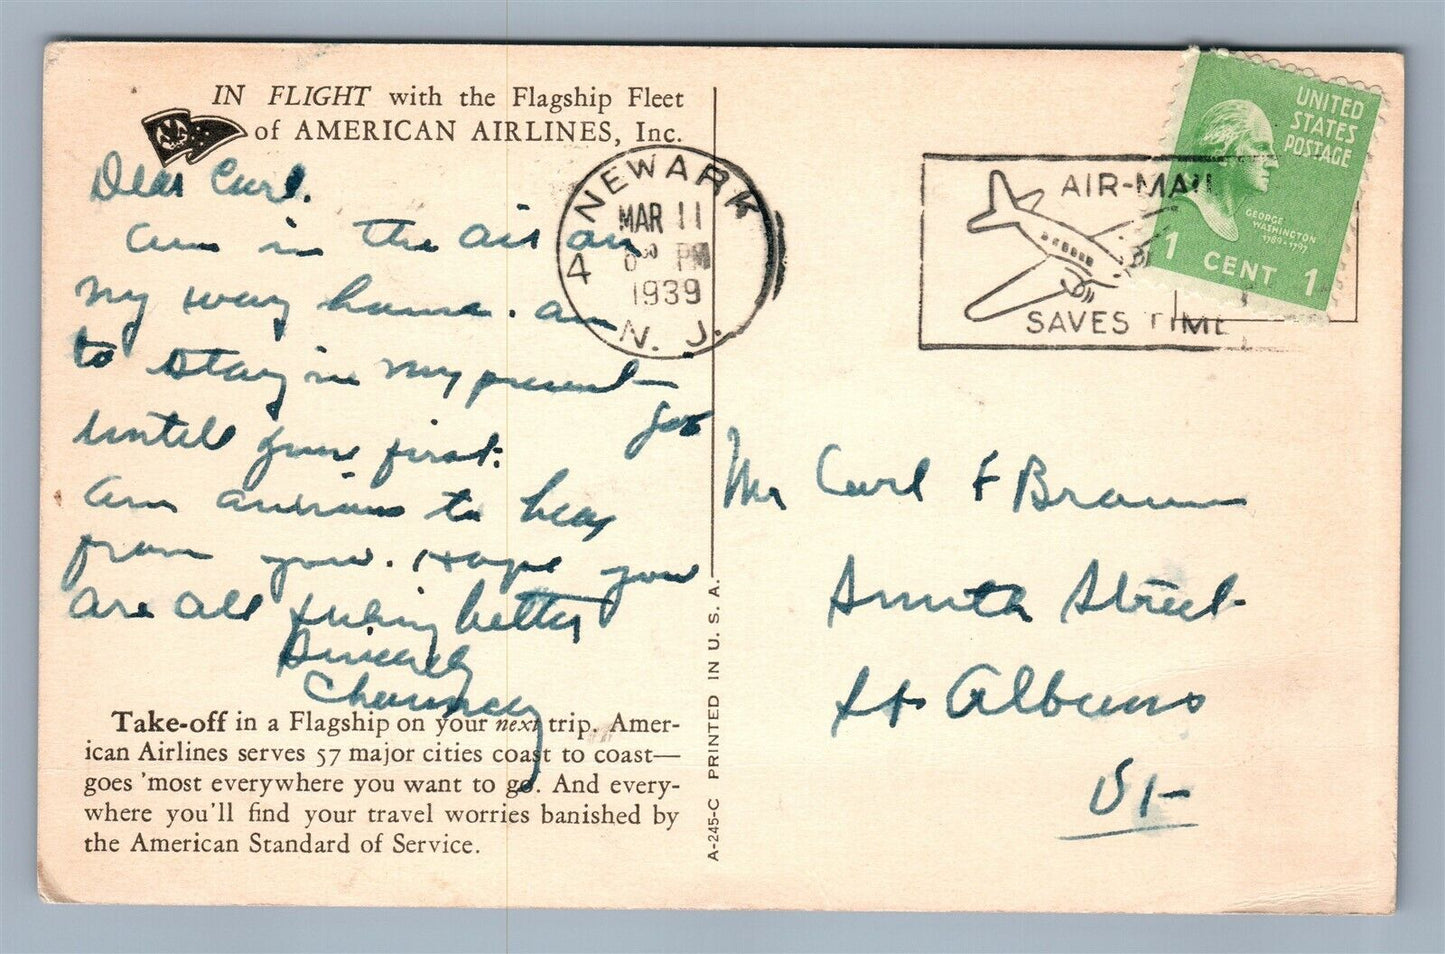 IN FLIGHT with the Flagship Fleet
of AMERICAN AIRLINES, Inc.
Dear Carl.
Am in the air on
my way home. am
to stay in my present
job
untill June first.
Am anxious to hear
from you. Hope you
are all feeling better
Sincerely
Chauncey
Take-off in a Flagship on your next trip. Amer-
ican Airlines serves 57 major cities coast to coast—
goes 'most everywhere you want to go. And every-
where you'll find your travel worries banished by
the American Standard of Service.
A-245-C PRINTED IN U. S. A.
NEWARK
MAR 11
PM
1939
N. J.
AIR-MAIL
SAVES TIME
UNITED
STATES
POSTAGE
GEORGE
WASHINGTON
1789-1797
1 CENT 1
Mr Carl F Brown
Smith Street
St Albans
Vt